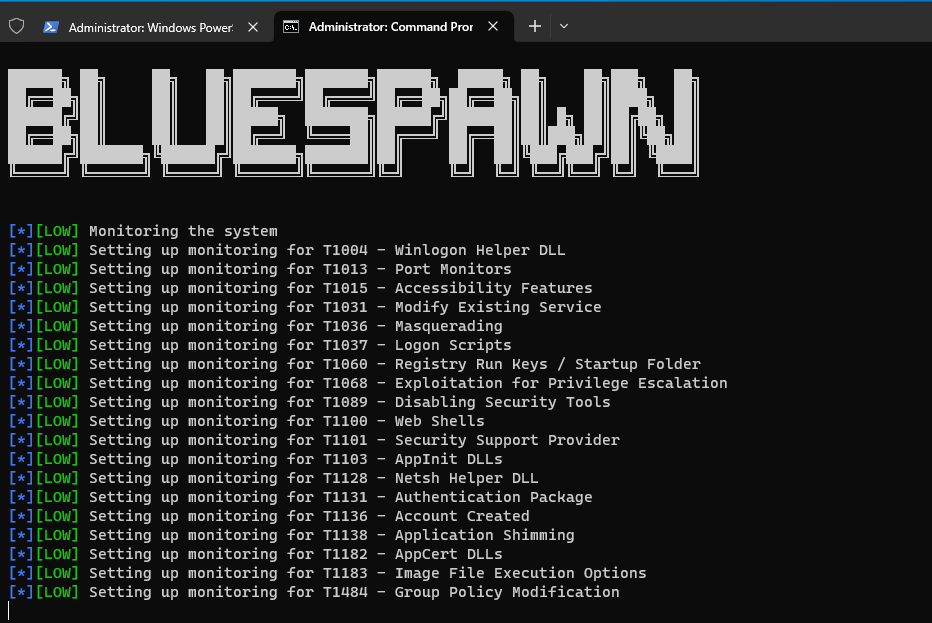 Administrator: Windows Power
Administrator: Command Pror
BLUESPAWN
[*][LOW] Monitoring the system
[*][LOW] Setting up monitoring for T1004 - Winlogon Helper DLL
[*][LOW] Setting up monitoring for T1013 - Port Monitors
[*][LOW] Setting up monitoring for T1015 - Accessibility Features
[*][LOW] Setting up monitoring for T1031 - Modify Existing Service
[*][LOW] Setting up monitoring for T1036 - Masquerading
[*][LOW] Setting up monitoring for T1037 - Logon Scripts
[*][LOW] Setting up monitoring for T1060 - Registry Run Keys / Startup Folder
[*][LOW] Setting up monitoring for T1068 - Exploitation for Privilege Escalation
[*][LOW] Setting up monitoring for T1089 - Disabling Security Tools
[*][LOW] Setting up monitoring for T1100 - Web Shells
[*][LOW] Setting up monitoring for T1101 - Security Support Provider
[*][LOW] Setting up monitoring for T1103 - AppInit DLLs
[*][LOW] Setting up monitoring for T1128 - Netsh Helper DLL
[*][LOW] Setting up monitoring for T1131 - Authentication Package
[*][LOW] Setting up monitoring for T1136 - Account Created
[*][LOW] Setting up monitoring for T1138 - Application Shimming
[*][LOW] Setting up monitoring for T1182 - AppCert DLLs
[*][LOW] Setting up monitoring for T1183 - Image File Execution Options
[*][LOW] Setting up monitoring for T1484 - Group Policy Modification